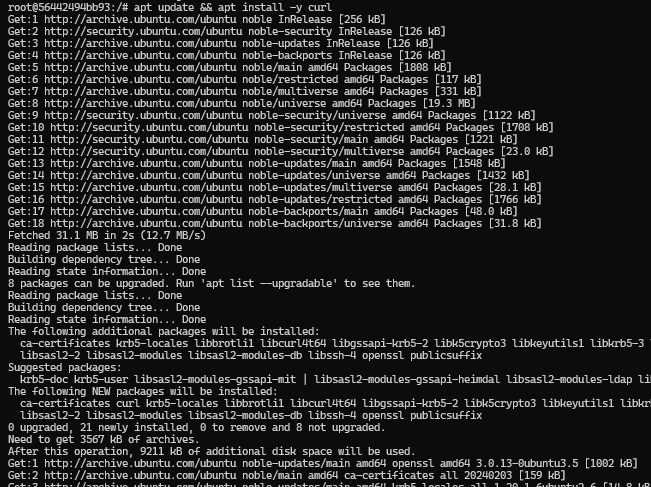 root@56442494bb93:/# apt update && apt install -y curl
Get:1 http://archive.ubuntu.com/ubuntu noble InRelease [256 kB]
Get:2 http://security.ubuntu.com/ubuntu noble-security InRelease [126 kB]
Get:3 http://archive.ubuntu.com/ubuntu noble-updates InRelease [126 kB]
Get:4 http://archive.ubuntu.com/ubuntu noble-backports InRelease [126 kB]
Get:5 http://archive.ubuntu.com/ubuntu noble/main amd64 Packages [1808 kB]
Get:6 http://archive.ubuntu.com/ubuntu noble/restricted amd64 Packages [117 kB]
Get:7 http://archive.ubuntu.com/ubuntu noble/multiverse amd64 Packages [331 kB]
Get:8 http://archive.ubuntu.com/ubuntu noble/universe amd64 Packages [19.3 MB]
Get:9 http://security.ubuntu.com/ubuntu noble-security/universe amd64 Packages [1122 kB]
Get:10 http://security.ubuntu.com/ubuntu noble-security/restricted amd64 Packages [1708 kB]
Get:11 http://security.ubuntu.com/ubuntu noble-security/main amd64 Packages [1221 kB]
Get:12 http://security.ubuntu.com/ubuntu noble-security/multiverse amd64 Packages [23.0 kB]
Get:13 http://archive.ubuntu.com/ubuntu noble-updates/main amd64 Packages [1548 kB]
Get:14 http://archive.ubuntu.com/ubuntu noble-updates/universe amd64 Packages [1432 kB]
Get:15 http://archive.ubuntu.com/ubuntu noble-updates/multiverse amd64 Packages [28.1 kB]
Get:16 http://archive.ubuntu.com/ubuntu noble-updates/restricted amd64 Packages [1766 kB]
Get:17 http://archive.ubuntu.com/ubuntu noble-backports/main amd64 Packages [48.0 kB]
Get:18 http://archive.ubuntu.com/ubuntu noble-backports/universe amd64 Packages [31.8 kB]
Fetched 31.1 MB in 2s (12.7 MB/s)
Reading package lists... Done
Building dependency tree... Done
Reading state information... Done
8 packages can be upgraded. Run 'apt list --upgradable' to see them.
Reading package lists... Done
Building dependency tree... Done
Reading state information... Done
The following additional packages will be installed:
ca-certificates krb5-locales libbrotli1 libcurl4t64 libgssapi-krb5-2 libk5crypto3 libkeyutils1 libkrb5-3 l
libsasl2-2 libsasl2-modules libsasl2-modules-db libssh-4 openssl publicsuffix
Suggested packages:
krb5-doc krb5-user libsasl2-modules-gssapi-mit | libsasl2-modules-gssapi-heimdal libsasl2-modules-ldap lib
The following NEW packages will be installed:
ca-certificates curl krb5-locales libbrotli1 libcurl4t64 libgssapi-krb5-2 libk5crypto3 libkeyutils1 libkr
libsasl2-2 libsasl2-modules libsasl2-modules-db libssh-4 openssl publicsuffix
0 upgraded, 21 newly installed, 0 to remove and 8 not upgraded.
Need to get 3567 kB of archives.
After this operation, 9211 kB of additional disk space will be used.
Get:1 http://archive.ubuntu.com/ubuntu noble-updates/main amd64 openssl amd64 3.0.13-0ubuntu3.5 [1002 kB]
Get:2 http://archive.ubuntu.com/ubuntu noble/main amd64 ca-certificates all 20240203 [159 kB]
Get:3 http://archive.ubuntu.com/ubuntu noble-updates/main amd64 krb5-locales all 1.20.1-6ubuntu2.6 [14.8 kB